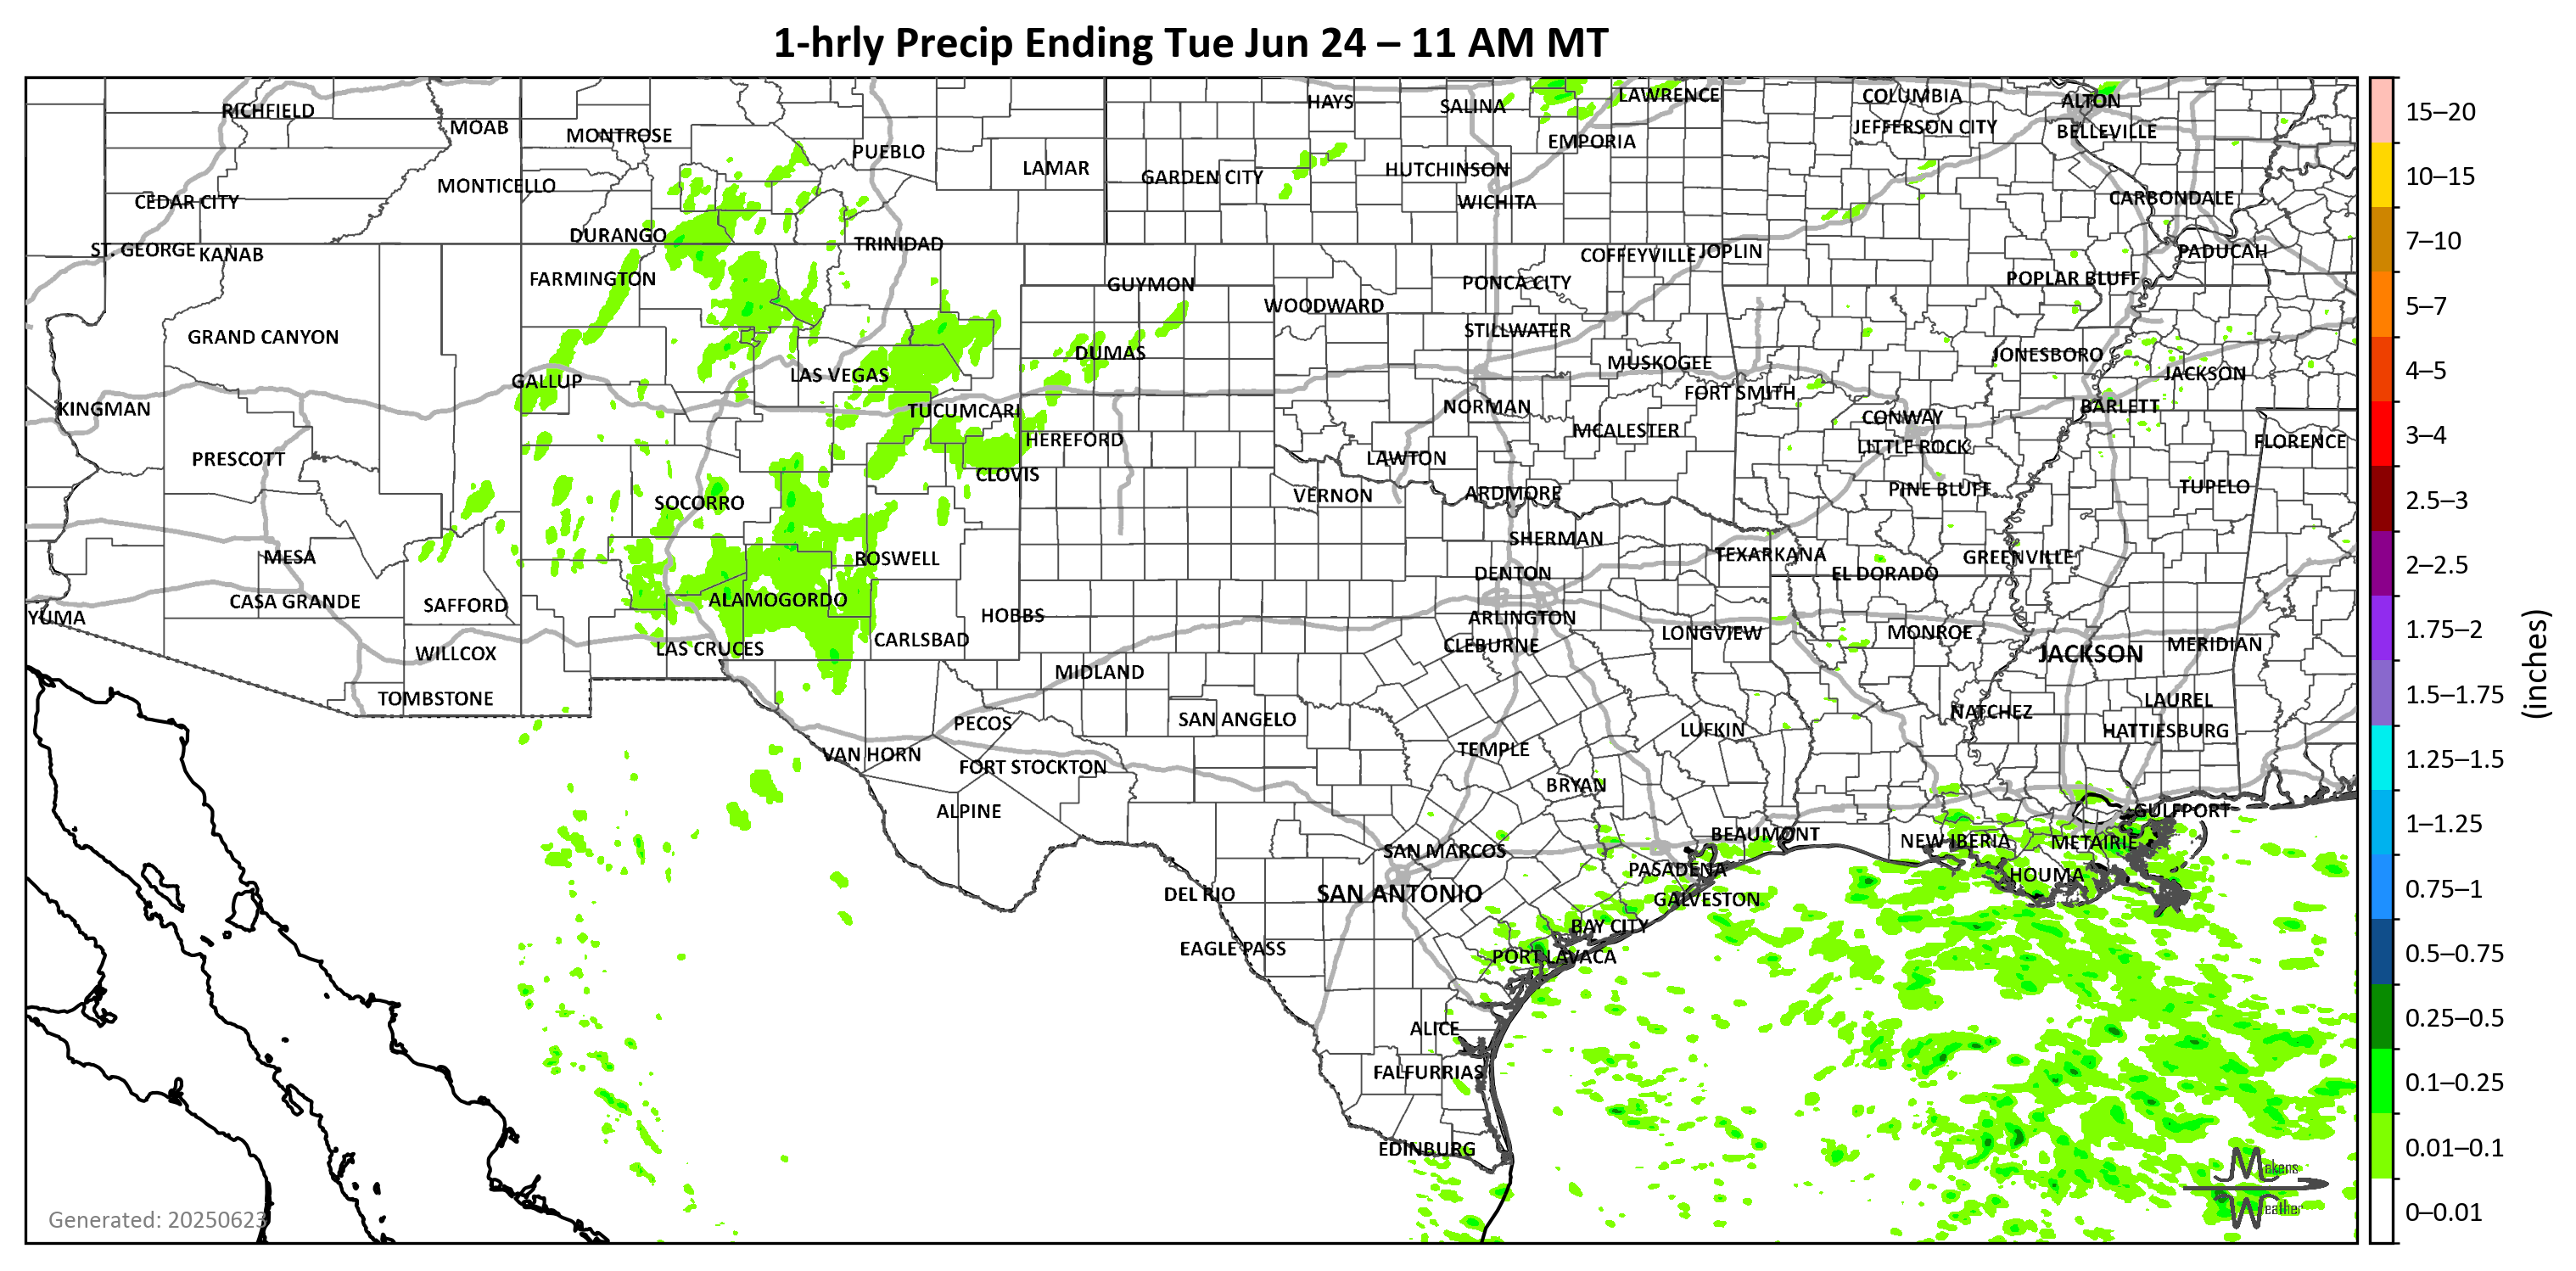 1-hrly Precip Ending Tue Jun 24 – 11 AM MT
RICHFIELD
MOAB
MONTROSE
PUEBLO
LAMAR
HAYS
SALINA
LAWRENCE
COLUMBIA
ALTON
JEFFERSON CITY
BELLEVILLE
EMPORIA
GARDEN CITY
HUTCHINSON
MONTICELLO
CEDAR CITY
WICHITA
CARBONDALE
DURANGO
TRINIDAD
ST. GEORGE
KANAB
COFFEYVILLE
JOPLIN
PADUCAH
FARMINGTON
GUYMON
PONCA CITY
POPLAR BLUFF
WOODWARD
GRAND CANYON
STILLWATER
DUMAS
JONESBORO
MUSKOGEE
LAS VEGAS
JACKSON
GALLUP
FORT SMITH
KINGMAN
TUCUMCARI
NORMAN
BARLETT
CONWAY
HEREFORD
MCALESTER
LITTLE ROCK
FLORENCE
PRESCOTT
LAWTON
CLOVIS
SOCORRO
VERNON
ARDMORE
PINE BLUFF
TUPELO
SHERMAN
MESA
ROSWELL
TEXARKANA
GREENVILLE
DENTON
EL DORADO
CASA GRANDE
SAFFORD
ALAMOGORDO
HOBBS
ARLINGTON
YUMA
CARLSBAD
CLEBURNE
LONGVIEW
MONROE
JACKSON
MERIDIAN
WILLCOX
LAS CRUCES
MIDLAND
TOMBSTONE
PECOS
SAN ANGELO
LUFKIN
NATCHEZ
LAUREL
HATTIESBURG
VAN HORN
FORT STOCKTON
TEMPLE
BRYAN
ALPINE
GULFPORT
BEAUMONT
NEW IBERIA
METAIRIE
SAN MARCOS
PASADENA
HOUMA
DEL RIO
SAN ANTONIO
GALVESTON
BAY CITY
EAGLE PASS
PORT LAVACA
ALICE
FALFURRIAS
EDINBURG
Generated: 20250623
Makens
Weather
15–20
10–15
7–10
5–7
4–5
3–4
2.5–3
2–2.5
1.75–2
1.5–1.75
1.25–1.5
1–1.25
0.75–1
0.5–0.75
0.25–0.5
0.1–0.25
0.01–0.1
0–0.01
(inches)